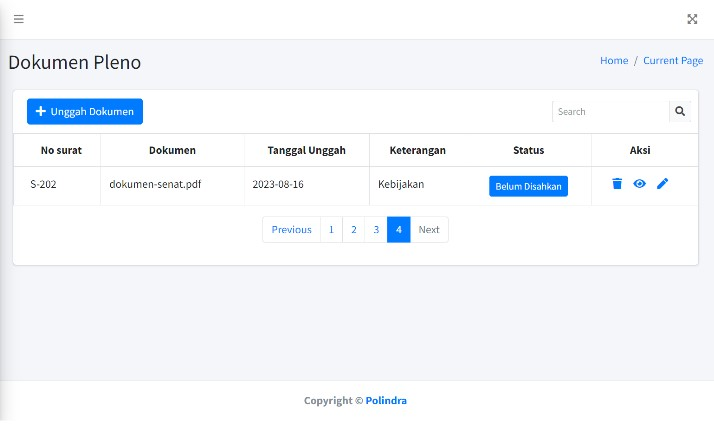 Dokumen Pleno
Home / Current Page
Unggah Dokumen
Search
No surat Dokumen Tanggal Unggah Keterangan Status Aksi
S-202 dokumen-senat.pdf 2023-08-16 Kebijakan Belum Disahkan
Previous 1 2 3 4 Next
Copyright © Polindra